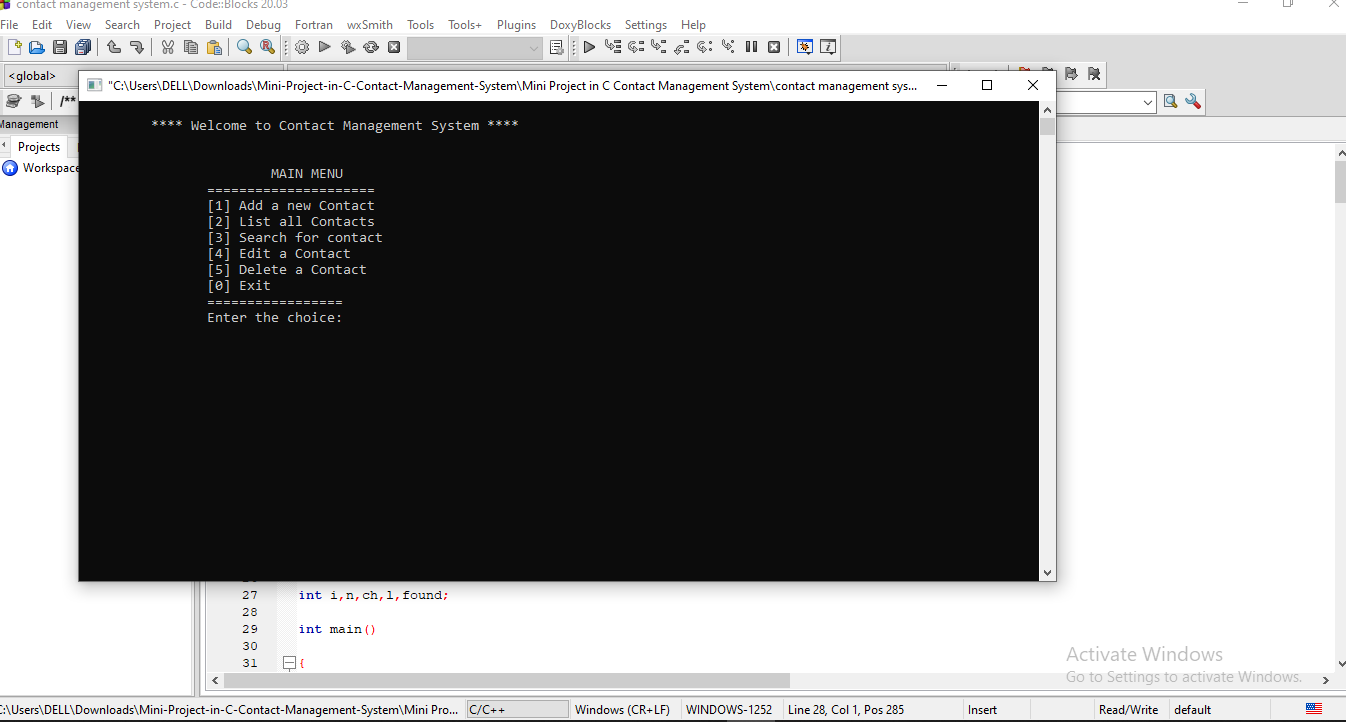 contact management system.c - Code::Blocks 20.03
File Edit View Search Project Build Debug Fortran wxSmith Tools Tools+ Plugins DoxyBlocks Settings Help
<global>
"C:\Users\DELL\Downloads\Mini-Project-in-C-Contact-Management-System\Mini Project in C Contact Management System\contact management sys...
/**
Management
Projects
Workspace
**** Welcome to Contact Management System ****
MAIN MENU
=====================
[1] Add a new Contact
[2] List all Contacts
[3] Search for contact
[4] Edit a Contact
[5] Delete a Contact
[0] Exit
=================
Enter the choice:
27 int i,n,ch,l,found;
28
29 int main()
30
31 {
Activate Windows
Go to Settings to activate Windows.
C:\Users\DELL\Downloads\Mini-Project-in-C-Contact-Management-System\Mini Pro... C/C++ Windows (CR+LF) WINDOWS-1252 Line 28, Col 1, Pos 285 Insert Read/Write default